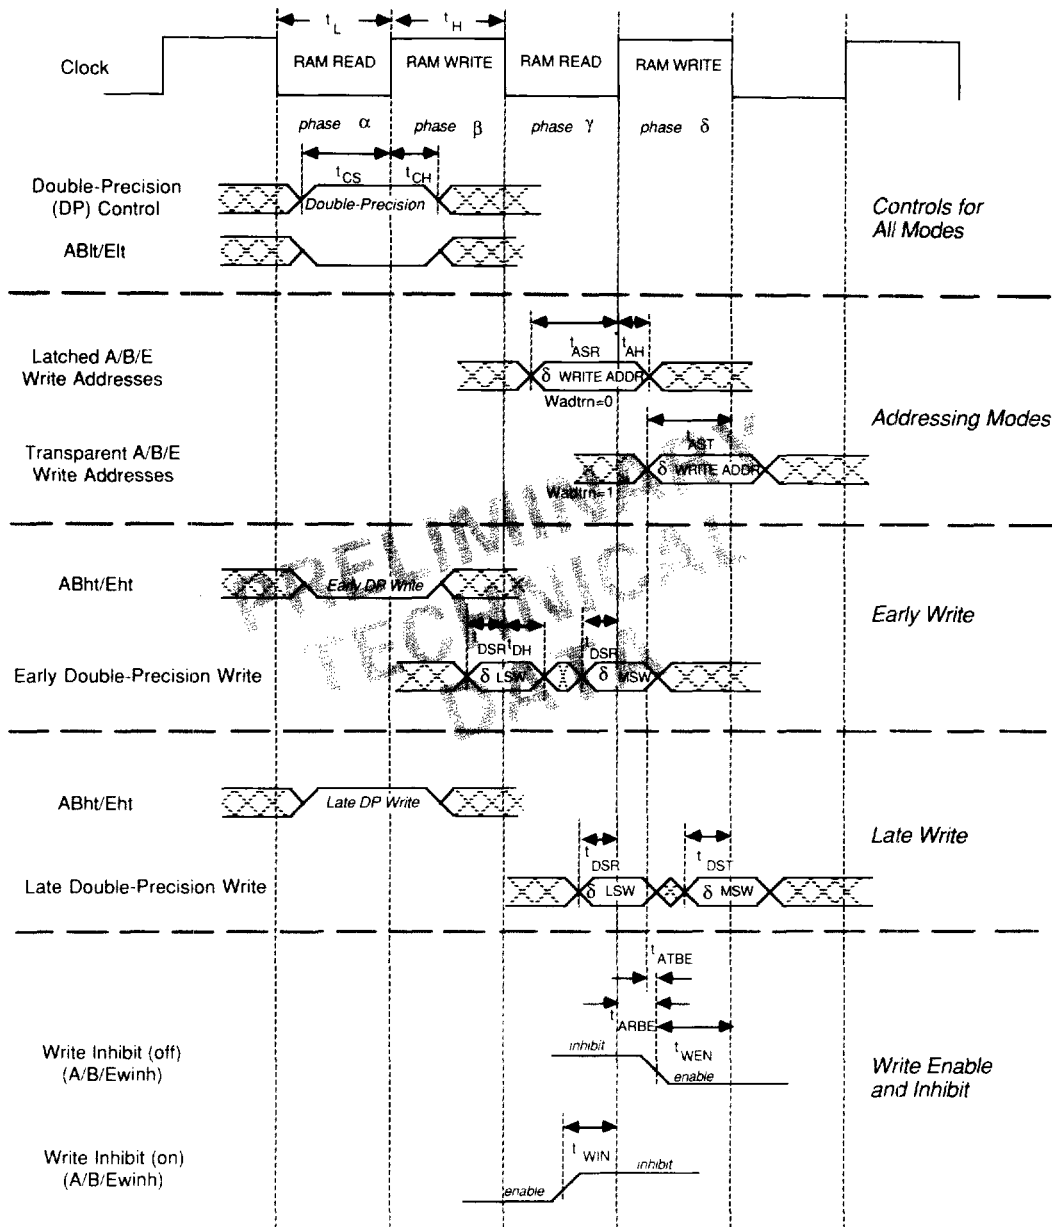 t L
t H
Clock
RAM READ
RAM WRITE
RAM READ
RAM WRITE
phase α
phase β
phase γ
phase δ
t CS
t CH
Double-Precision
(DP) Control
Double-Precision
Controls for
All Modes
ABlt/Elt
t ASR
t AH
Latched A/B/E
Write Addresses
δ WRITE ADDR
Wadtrn=0
Addressing Modes
t AST
Transparent A/B/E
Write Addresses
δ WRITE ADDR
Wadtrn=1
PRELIMINARY
TECHNICAL
DATA
ABht/Eht
Early DP Write
Early Write
t DSR
t DH
t DSR
Early Double-Precision Write
δ LSW
δ MSW
ABht/Eht
Late DP Write
Late Write
t DSR
t DST
Late Double-Precision Write
δ LSW
δ MSW
t ATBE
t ARBE
t WEN
Write Inhibit (off)
(A/B/Ewinh)
inhibit
enable
Write Enable
and Inhibit
t WIN
Write Inhibit (on)
(A/B/Ewinh)
inhibit
enable